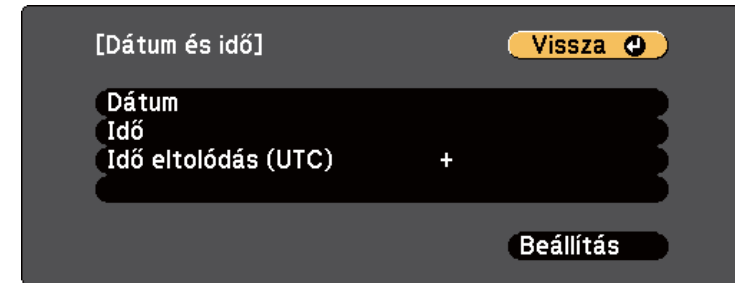 [Dátum és idő]
Vissza
Dátum
Idő
Idő eltolódás (UTC) +
Beállítás